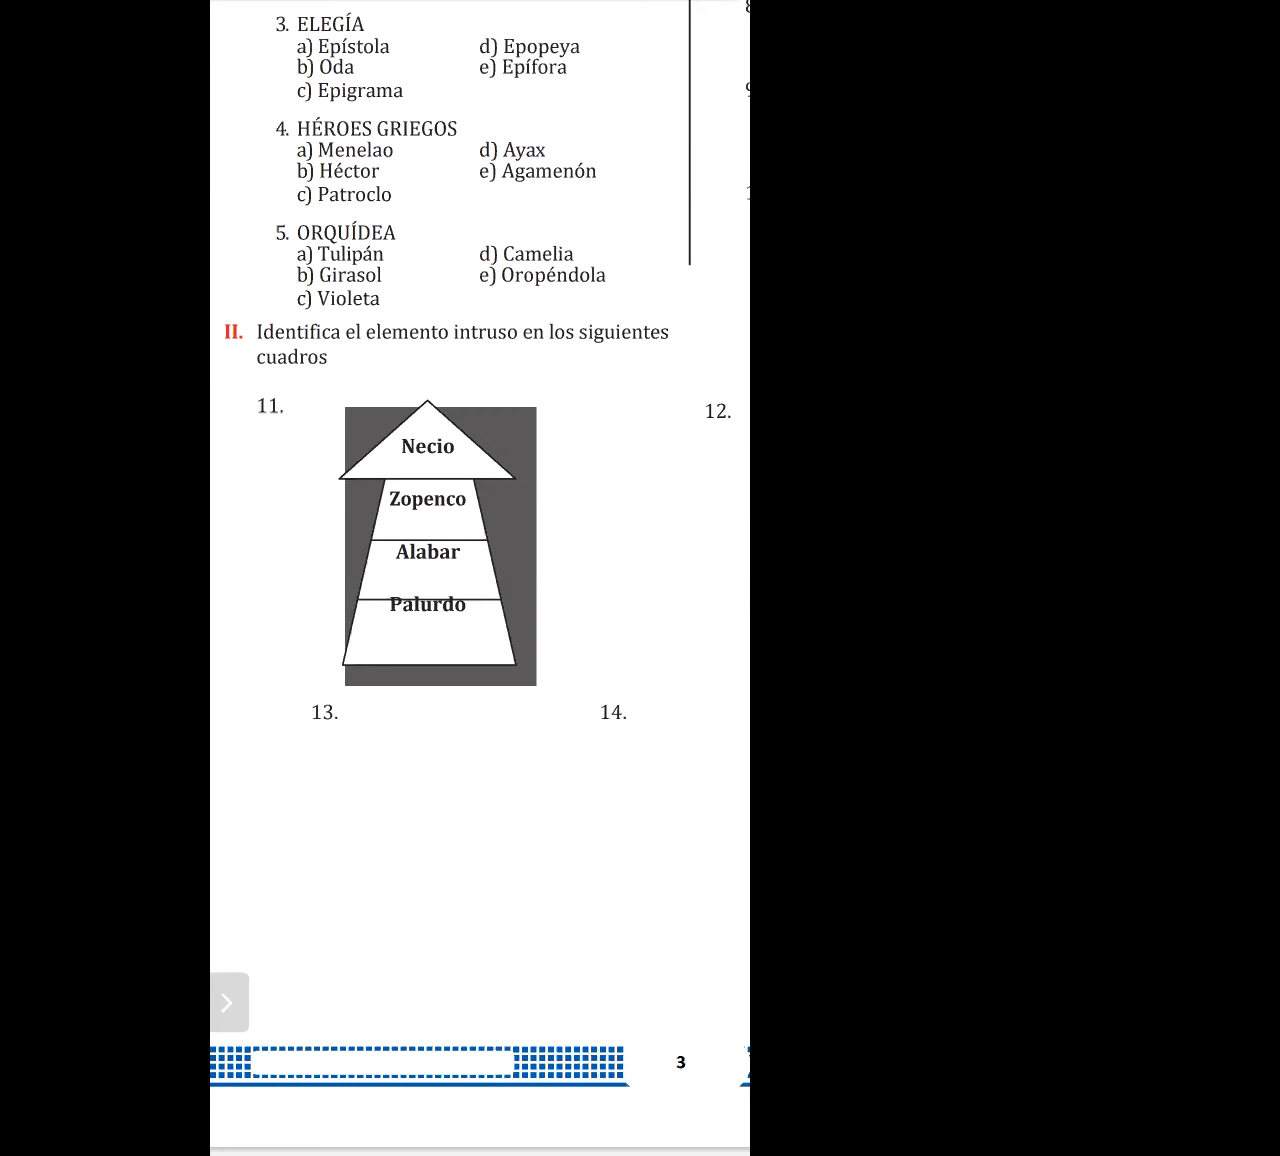 3. ELEGÍA
a) Epístola d) Epopeya
b) Oda e) Epífora
c) Epigrama
4. HÉROES GRIEGOS
a) Menelao d) Ayax
b) Héctor e) Agamenón
c) Patroclo
5. ORQUÍDEA
a) Tulipán d) Camelia
b) Girasol e) Oropéndola
c) Violeta
II. Identifica el elemento intruso en los siguientes
cuadros
11. 12.
Necio
Zopenco
Alabar
Palurdo
13. 14.
3